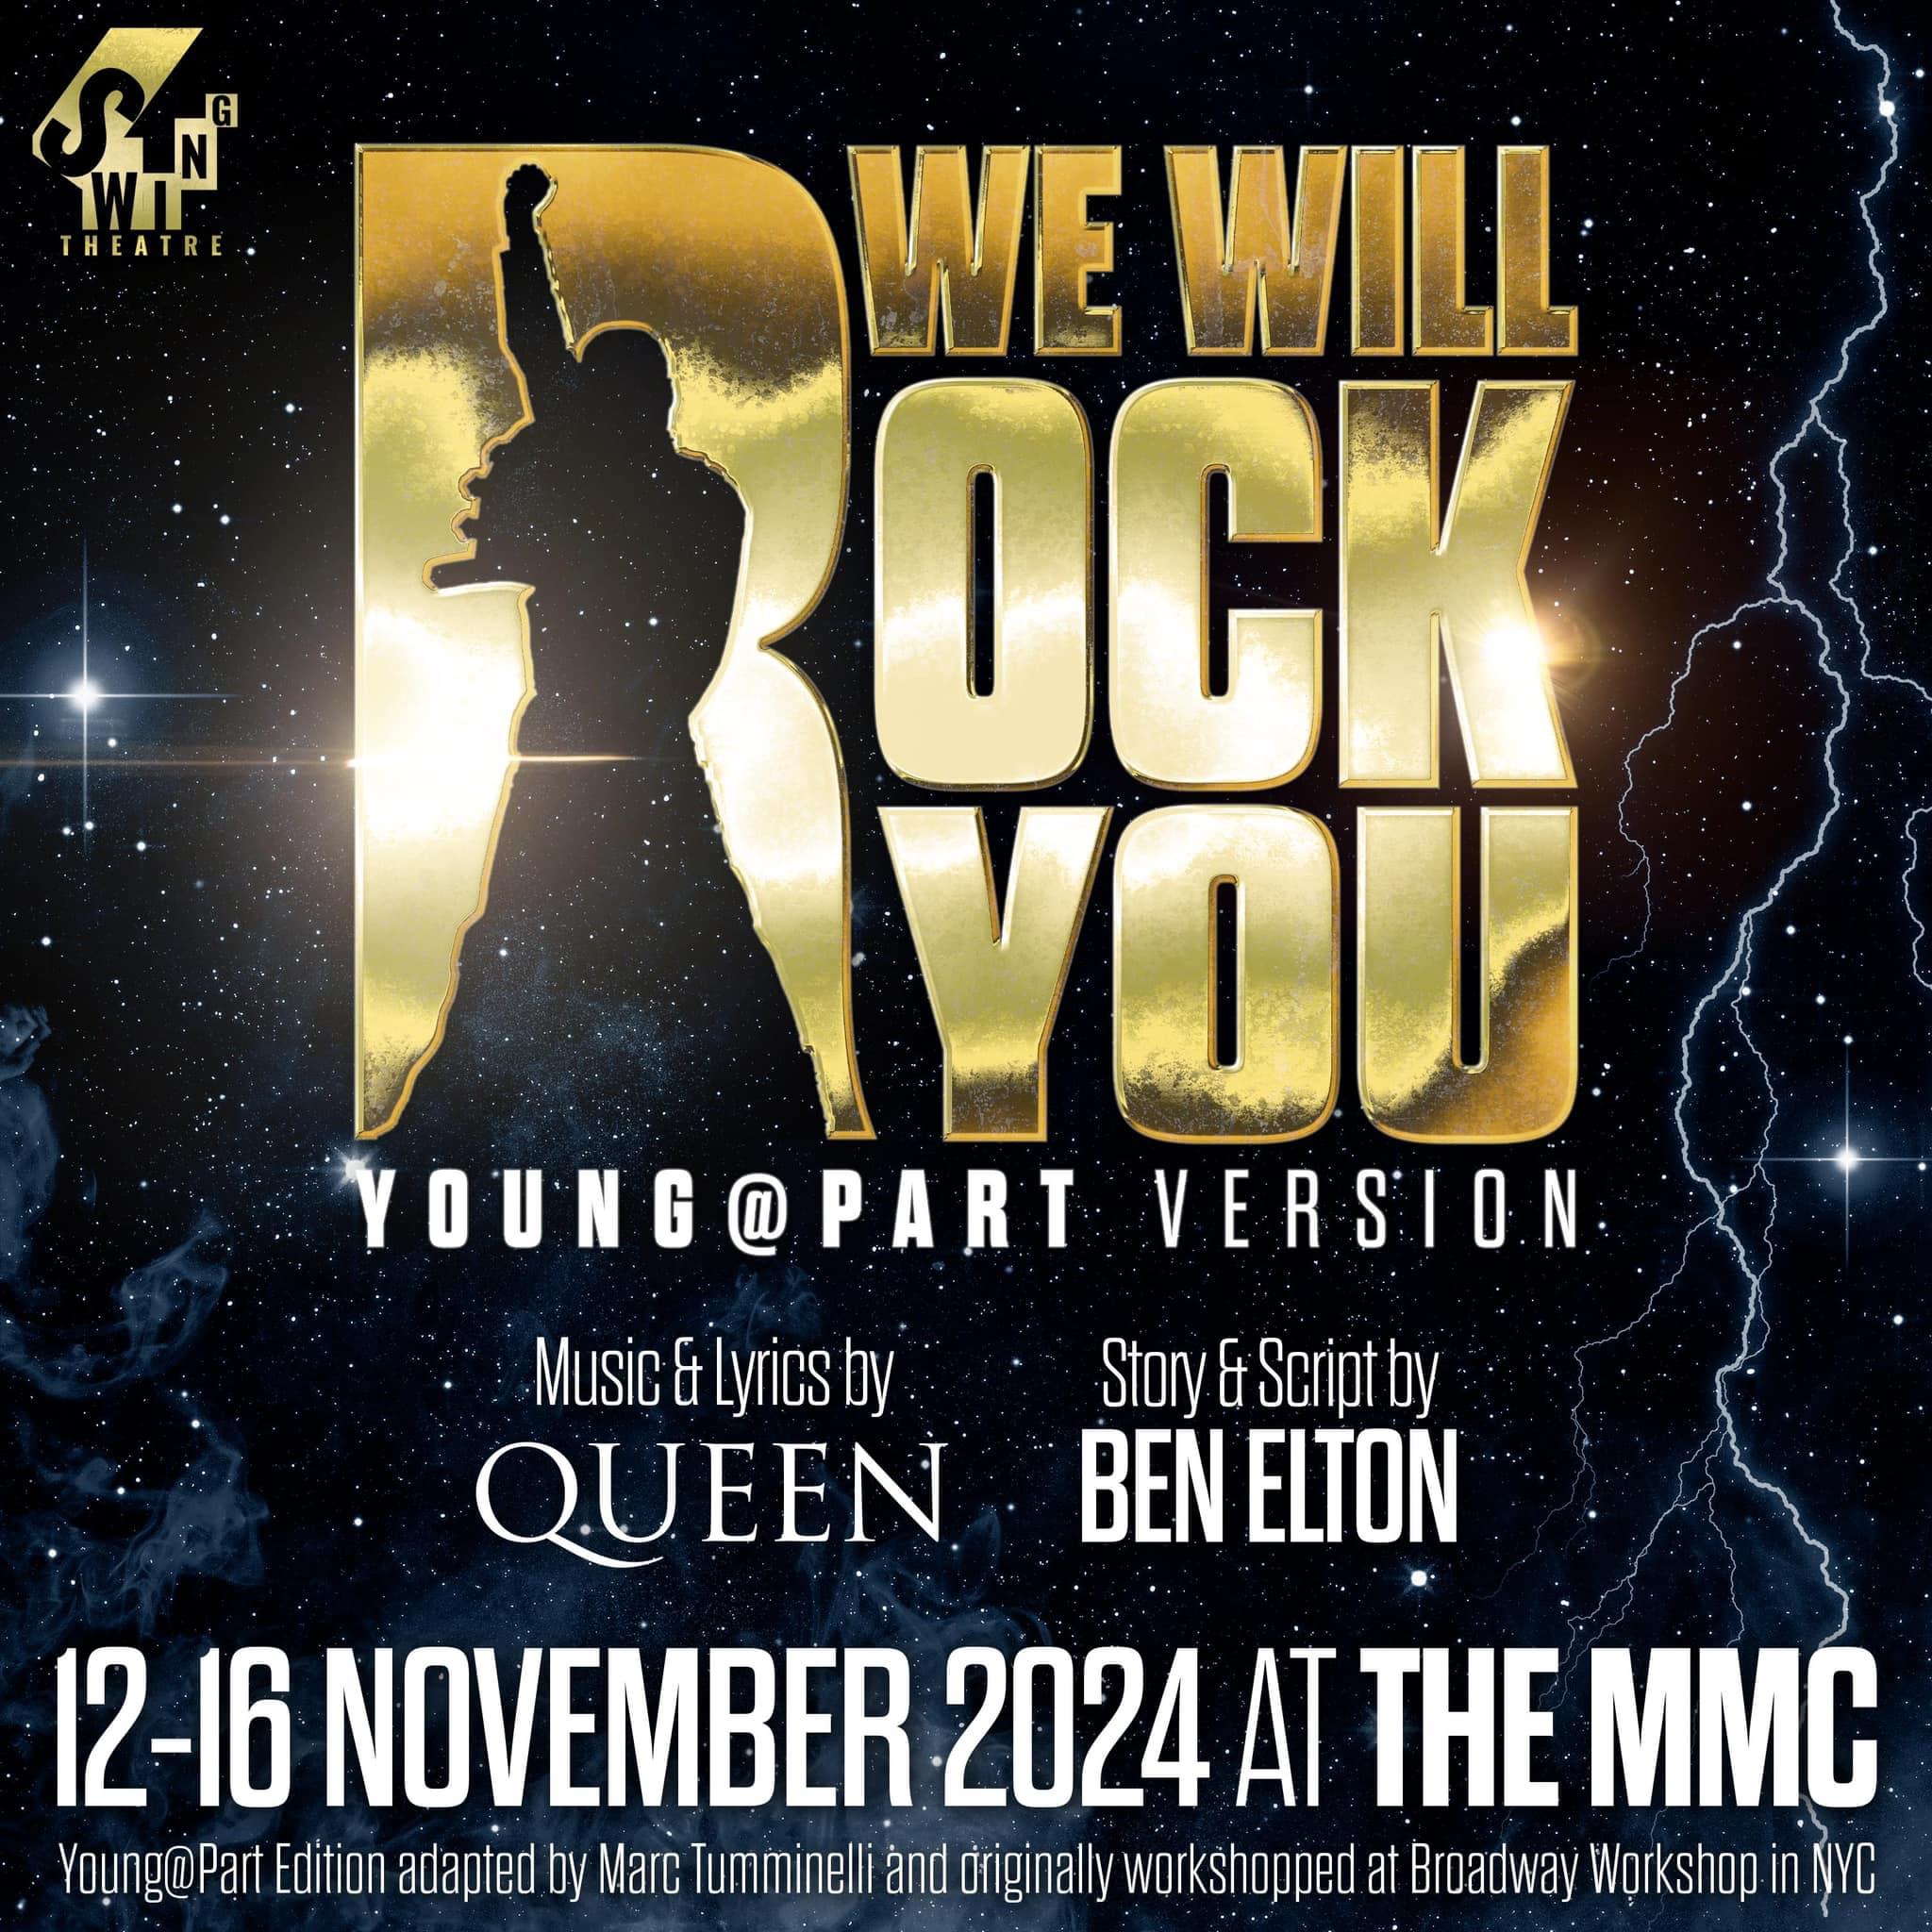 SWING
THEATRE
WE WILL
ROCK
YOU
YOUNG@PART VERSION
Music & Lyrics by
QUEEN
Story & Script by
BEN ELTON
12-16 NOVEMBER 2024 AT THE MMC
Young@Part Edition adapted by Marc Tumminelli and originally workshopped at Broadway Workshop in NYC